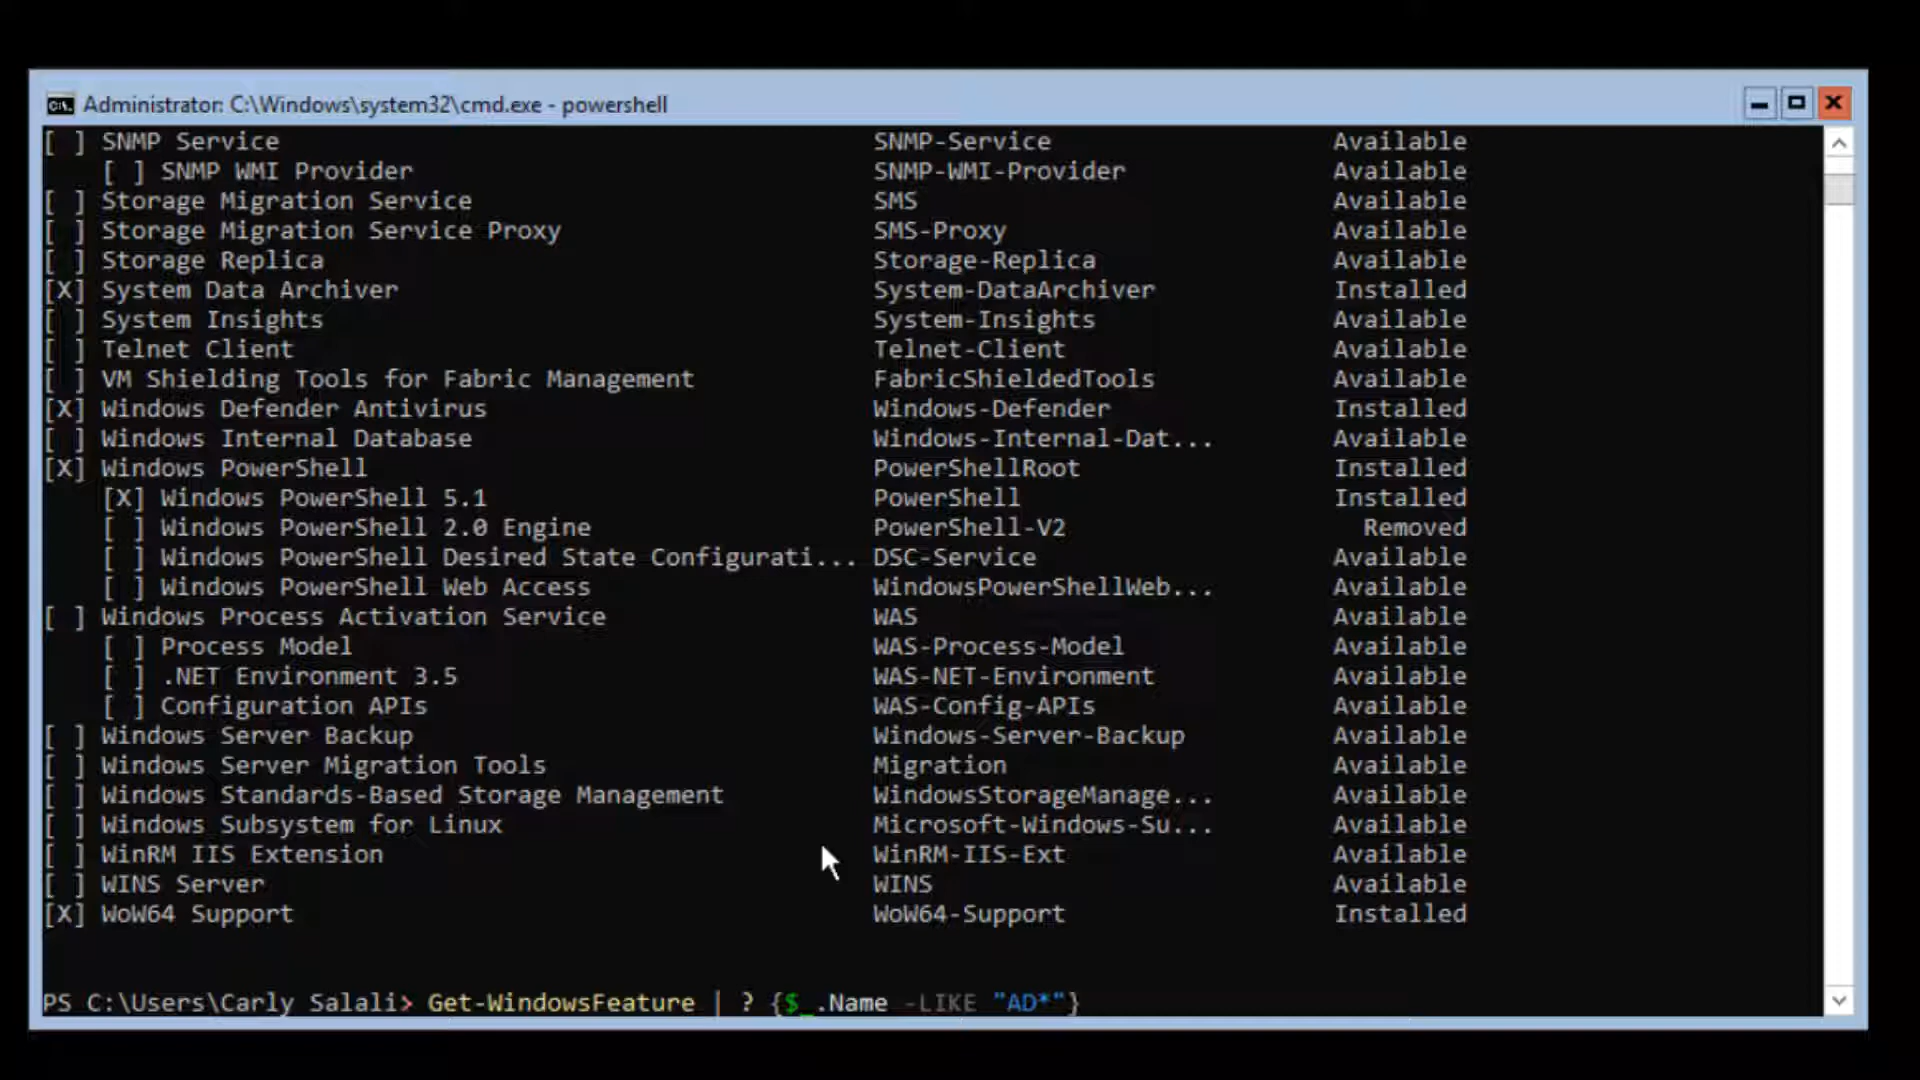 Administrator: C:\Windows\system32\cmd.exe - powershell
[ ] SNMP Service SNMP-Service Available
[ ] SNMP WMI Provider SNMP-WMI-Provider Available
[ ] Storage Migration Service SMS Available
[ ] Storage Migration Service Proxy SMS-Proxy Available
[ ] Storage Replica Storage-Replica Available
[X] System Data Archiver System-DataArchiver Installed
[ ] System Insights System-Insights Available
[ ] Telnet Client Telnet-Client Available
[ ] VM Shielding Tools for Fabric Management FabricShieldedTools Available
[X] Windows Defender Antivirus Windows-Defender Installed
[ ] Windows Internal Database Windows-Internal-Dat... Available
[X] Windows PowerShell PowerShellRoot Installed
[X] Windows PowerShell 5.1 PowerShell Installed
[ ] Windows PowerShell 2.0 Engine PowerShell-V2 Removed
[ ] Windows PowerShell Desired State Configurati... DSC-Service Available
[ ] Windows PowerShell Web Access WindowsPowerShellWeb... Available
[ ] Windows Process Activation Service WAS Available
[ ] Process Model WAS-Process-Model Available
[ ] .NET Environment 3.5 WAS-NET-Environment Available
[ ] Configuration APIs WAS-Config-APIs Available
[ ] Windows Server Backup Windows-Server-Backup Available
[ ] Windows Server Migration Tools Migration Available
[ ] Windows Standards-Based Storage Management WindowsStorageManage... Available
[ ] Windows Subsystem for Linux Microsoft-Windows-Su... Available
[ ] WinRM IIS Extension WinRM-IIS-Ext Available
[ ] WINS Server WINS Available
[X] WoW64 Support WoW64-Support Installed
PS C:\Users\Carly Salali> Get-WindowsFeature | ? {$_.Name -LIKE "AD*"}